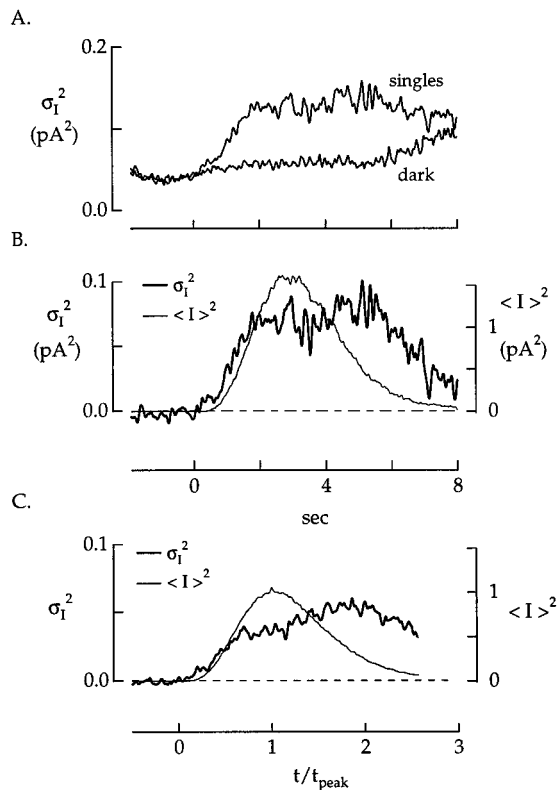 A.
0.2
σI²
(pA²)
0.0
singles
dark
B.
0.1
σI²
(pA²)
0.0
σI²
< I >²
< I >²
1
(pA²)
0
0
4
8
sec
C.
0.1
σI²
0.0
σI²
< I >²
1
< I >²
0
0
1
2
3
t/tpeak